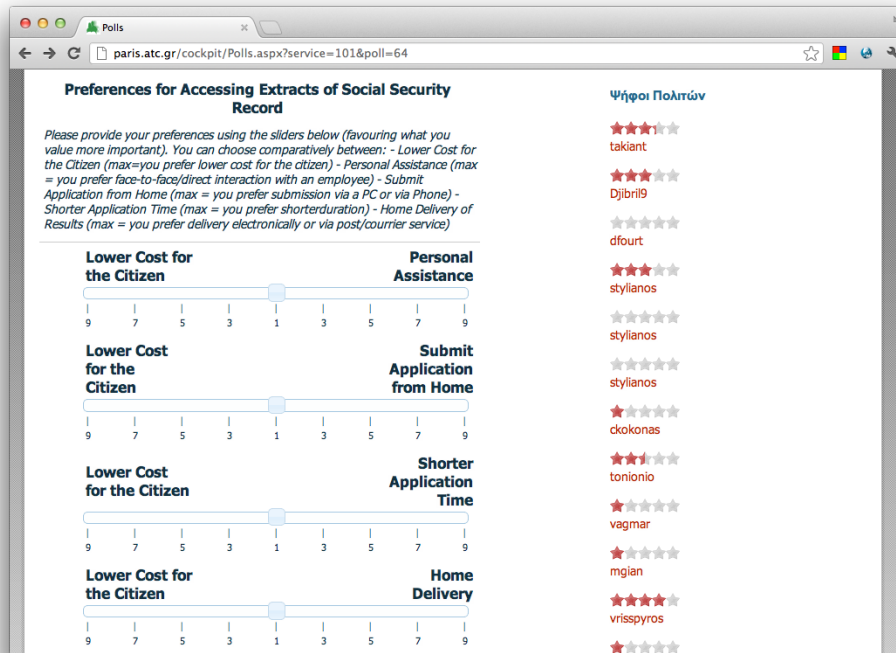 Polls
paris.atc.gr/cockpit/Polls.aspx?service=101&poll=64
Preferences for Accessing Extracts of Social Security
Record
Please provide your preferences using the sliders below (favouring what you
value more important). You can choose comparatively between: - Lower Cost for
the Citizen (max=you prefer lower cost for the citizen) - Personal Assistance (max
= you prefer face-to-face/direct interaction with an employee) - Submit
Application from Home (max = you prefer submission via a PC or via Phone) -
Shorter Application Time (max = you prefer shorterduration) - Home Delivery of
Results (max = you prefer delivery electronically or via post/courrier service)
Lower Cost for
the Citizen
Personal
Assistance
9 7 5 3 1 3 5 7 9
Lower Cost
for the
Citizen
Submit
Application
from Home
9 7 5 3 1 3 5 7 9
Lower Cost
for the Citizen
Shorter
Application
Time
9 7 5 3 1 3 5 7 9
Lower Cost for
the Citizen
Home
Delivery
9 7 5 3 1 3 5 7 9
Ψήφοι Πολιτών
takiant
Djibril9
dfourt
stylianos
stylianos
stylianos
ckokonas
tonionio
vagmar
mgian
vrisspyros